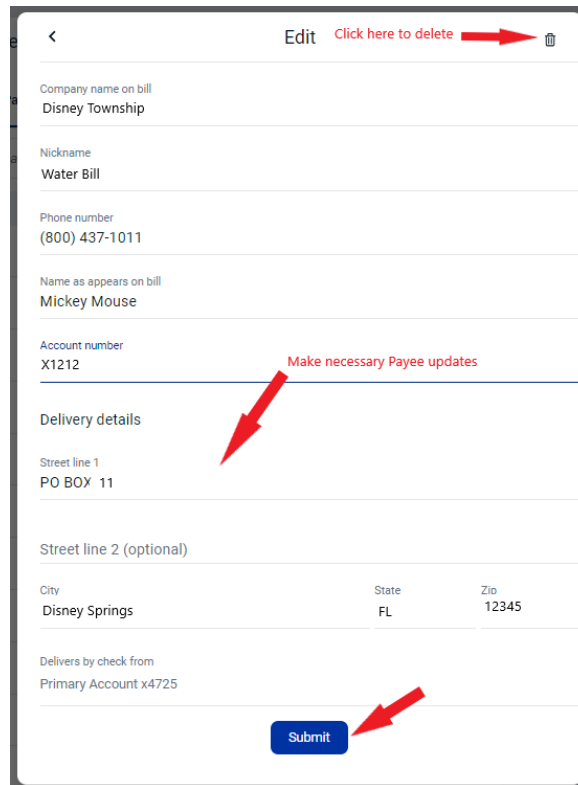 Edit
Click here to delete
Company name on bill
Disney Township
Nickname
Water Bill
Phone number
(800) 437-1011
Name as appears on bill
Mickey Mouse
Account number
X1212
Make necessary Payee updates
Delivery details
Street line 1
PO BOX 11
Street line 2 (optional)
City
State
Zip
Disney Springs
FL
12345
Delivers by check from
Primary Account x4725
Submit